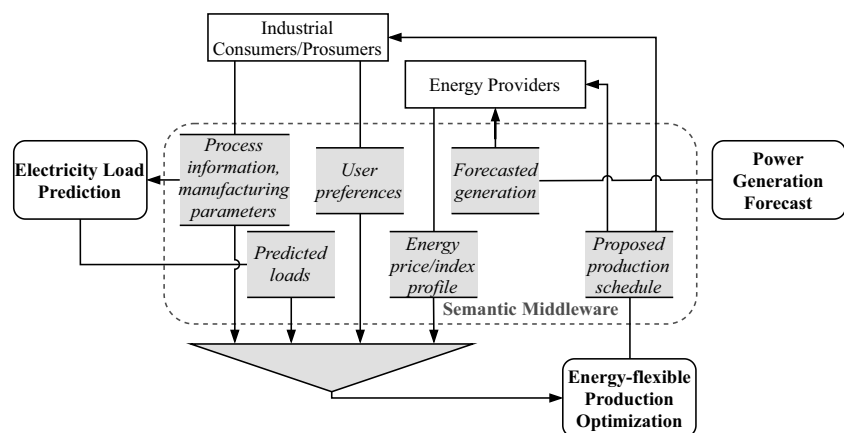 Industrial
Consumers/Prosumers
Energy Providers
Electricity Load
Prediction
Process
information,
manufacturing
parameters
User
preferences
Forecasted
generation
Power
Generation
Forecast
Predicted
loads
Energy
price/index
profile
Proposed
production
schedule
Semantic Middleware
Energy-flexible
Production
Optimization